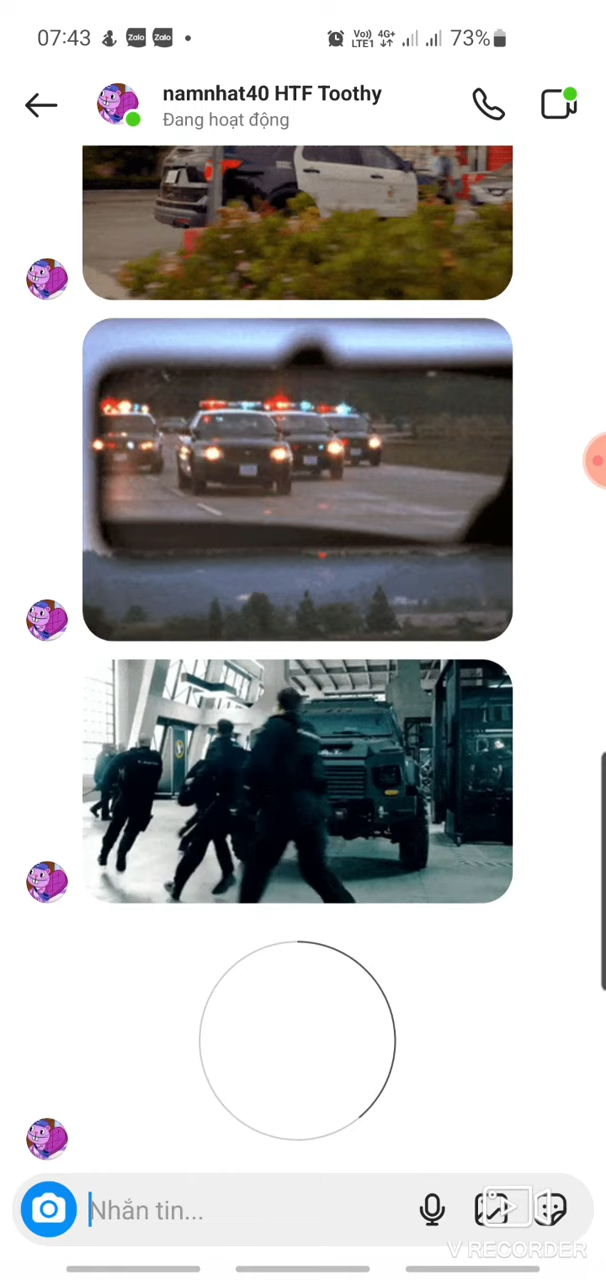 07:43
Zalo
Zalo
Vo))
LTE1
4G+
73%
namnhat40 HTF Toothy
Đang hoạt động
Nhắn tin...
V RECORDER